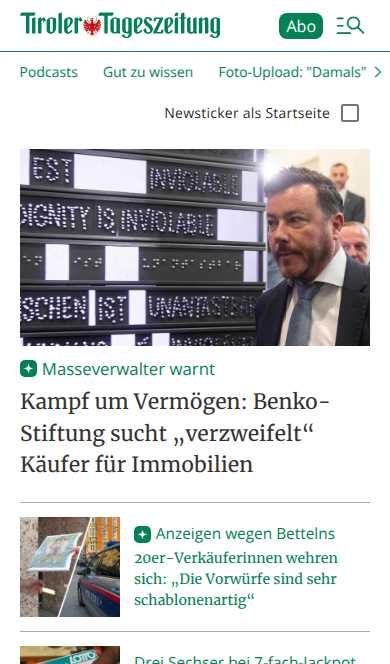 Tiroler Tageszeitung
Abo
Podcasts Gut zu wissen Foto-Upload: "Damals"
Newsticker als Startseite
EST INVIOLABLE
DIGNITY IS INVIOLABLE
SCHEN IST UNANTASTBAR
Masseverwalter warnt
Kampf um Vermögen: Benko-
Stiftung sucht „verzweifelt“
Käufer für Immobilien
Anzeigen wegen Bettelns
20er-Verkäuferinnen wehren
sich: „Die Vorwürfe sind sehr
schablonenartig“
LOTTO
Drei Sechser bei 7-fach-Jackpot